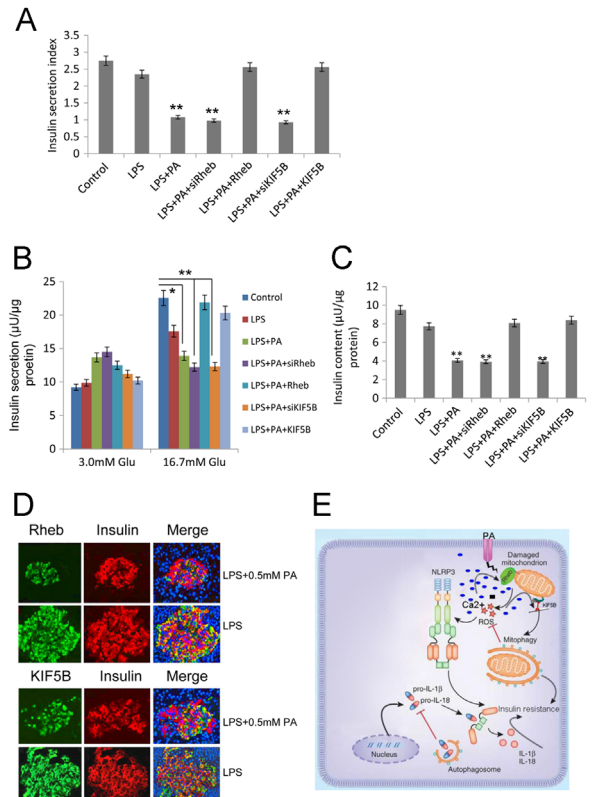 A
Insulin secretion index
3.5
3
2.5
2
1.5
1
0.5
0
**
**
**
Control
LPS
LPS+PA
LPS+PA+siRheb
LPS+PA+Rheb
LPS+PA+siKIF5B
LPS+PA+KIF5B
B
Insulin secretion (μU/μg
proetin)
25
20
15
10
5
0
**
*
3.0mM Glu
16.7mM Glu
Control
LPS
LPS+PA
LPS+PA+siRheb
LPS+PA+Rheb
LPS+PA+siKIF5B
LPS+PA+KIF5B
C
Insulin content (μU/μg
protein)
12
10
8
6
4
2
0
**
**
**
Control
LPS
LPS+PA
LPS+PA+siRheb
LPS+PA+Rheb
LPS+PA+siKIF5B
LPS+PA+KIF5B
D
Rheb Insulin Merge
LPS+0.5mM PA
LPS
KIF5B Insulin Merge
LPS+0.5mM PA
LPS
E
PA
Damaged
mitochondrion
NLRP3
Ca2+
ROS
KIF5B
Mitophagy
pro-IL-1β
pro-IL-18
Insulin resistance
Nucleus
Autophagosome
IL-1β
IL-18